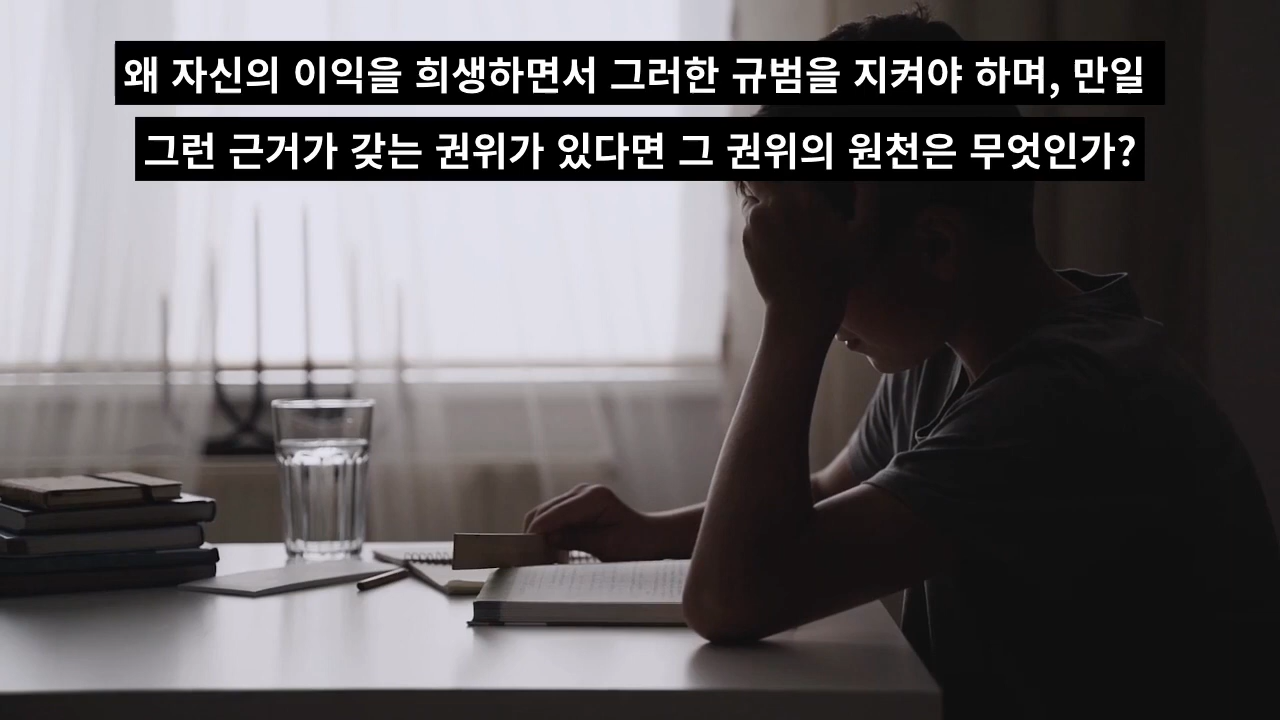 왜 자신의 이익을 희생하면서 그러한 규범을 지켜야 하며, 만일
그런 근거가 갖는 권위가 있다면 그 권위의 원천은 무엇인가?